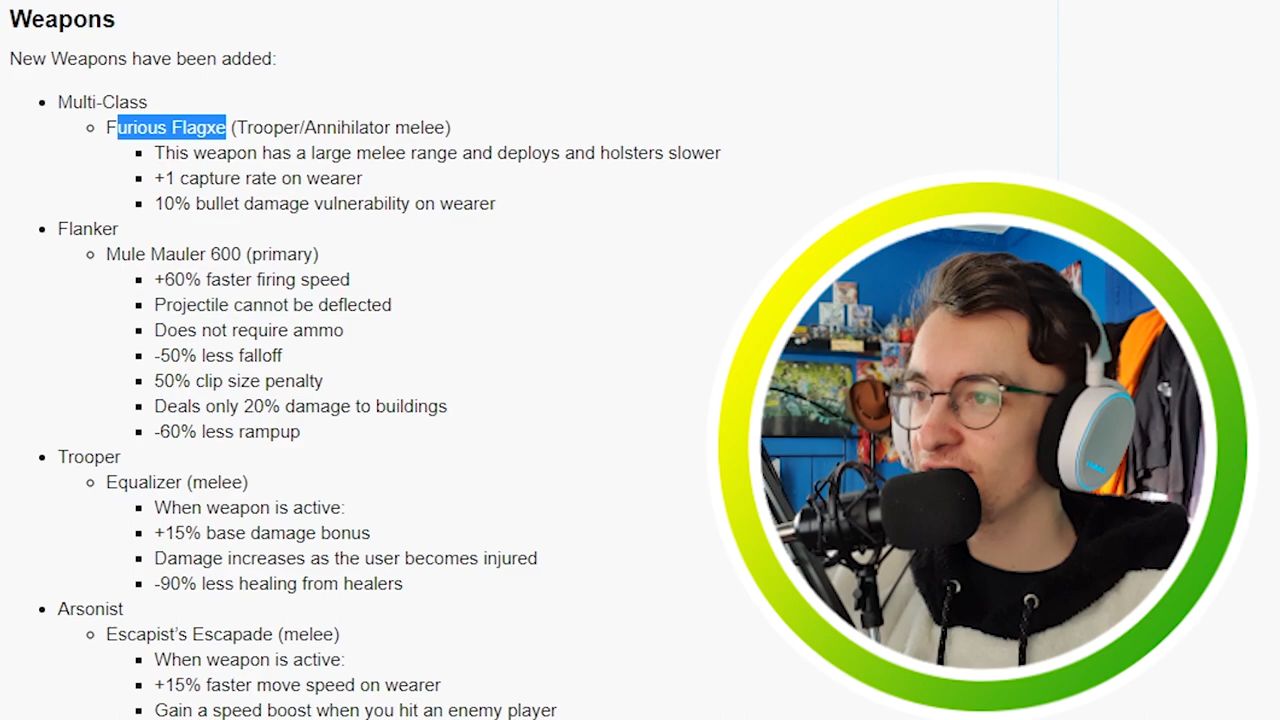 Weapons
New Weapons have been added:
Multi-Class
Furious Flagxe (Trooper/Annihilator melee)
This weapon has a large melee range and deploys and holsters slower
+1 capture rate on wearer
10% bullet damage vulnerability on wearer
Flanker
Mule Mauler 600 (primary)
+60% faster firing speed
Projectile cannot be deflected
Does not require ammo
-50% less falloff
50% clip size penalty
Deals only 20% damage to buildings
-60% less rampup
Trooper
Equalizer (melee)
When weapon is active:
+15% base damage bonus
Damage increases as the user becomes injured
-90% less healing from healers
Arsonist
Escapist’s Escapade (melee)
When weapon is active:
+15% faster move speed on wearer
Gain a speed boost when you hit an enemy player